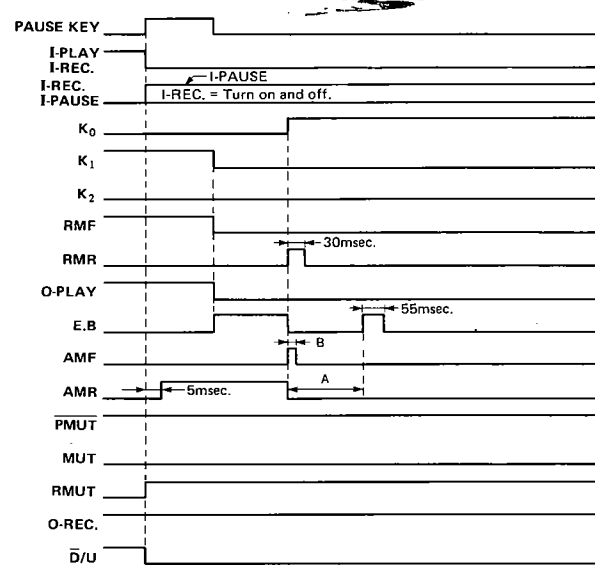 PAUSE KEY
I-PLAY
I-REC.
I-REC.
I-PAUSE
I-PAUSE
I-REC. = Turn on and off.
K0
K1
K2
RMF
RMR
30msec.
O-PLAY
E.B
55msec.
AMF
B
AMR
5msec.
A
P̅M̅U̅T̅
MUT
RMUT
O-REC.
D̅/U